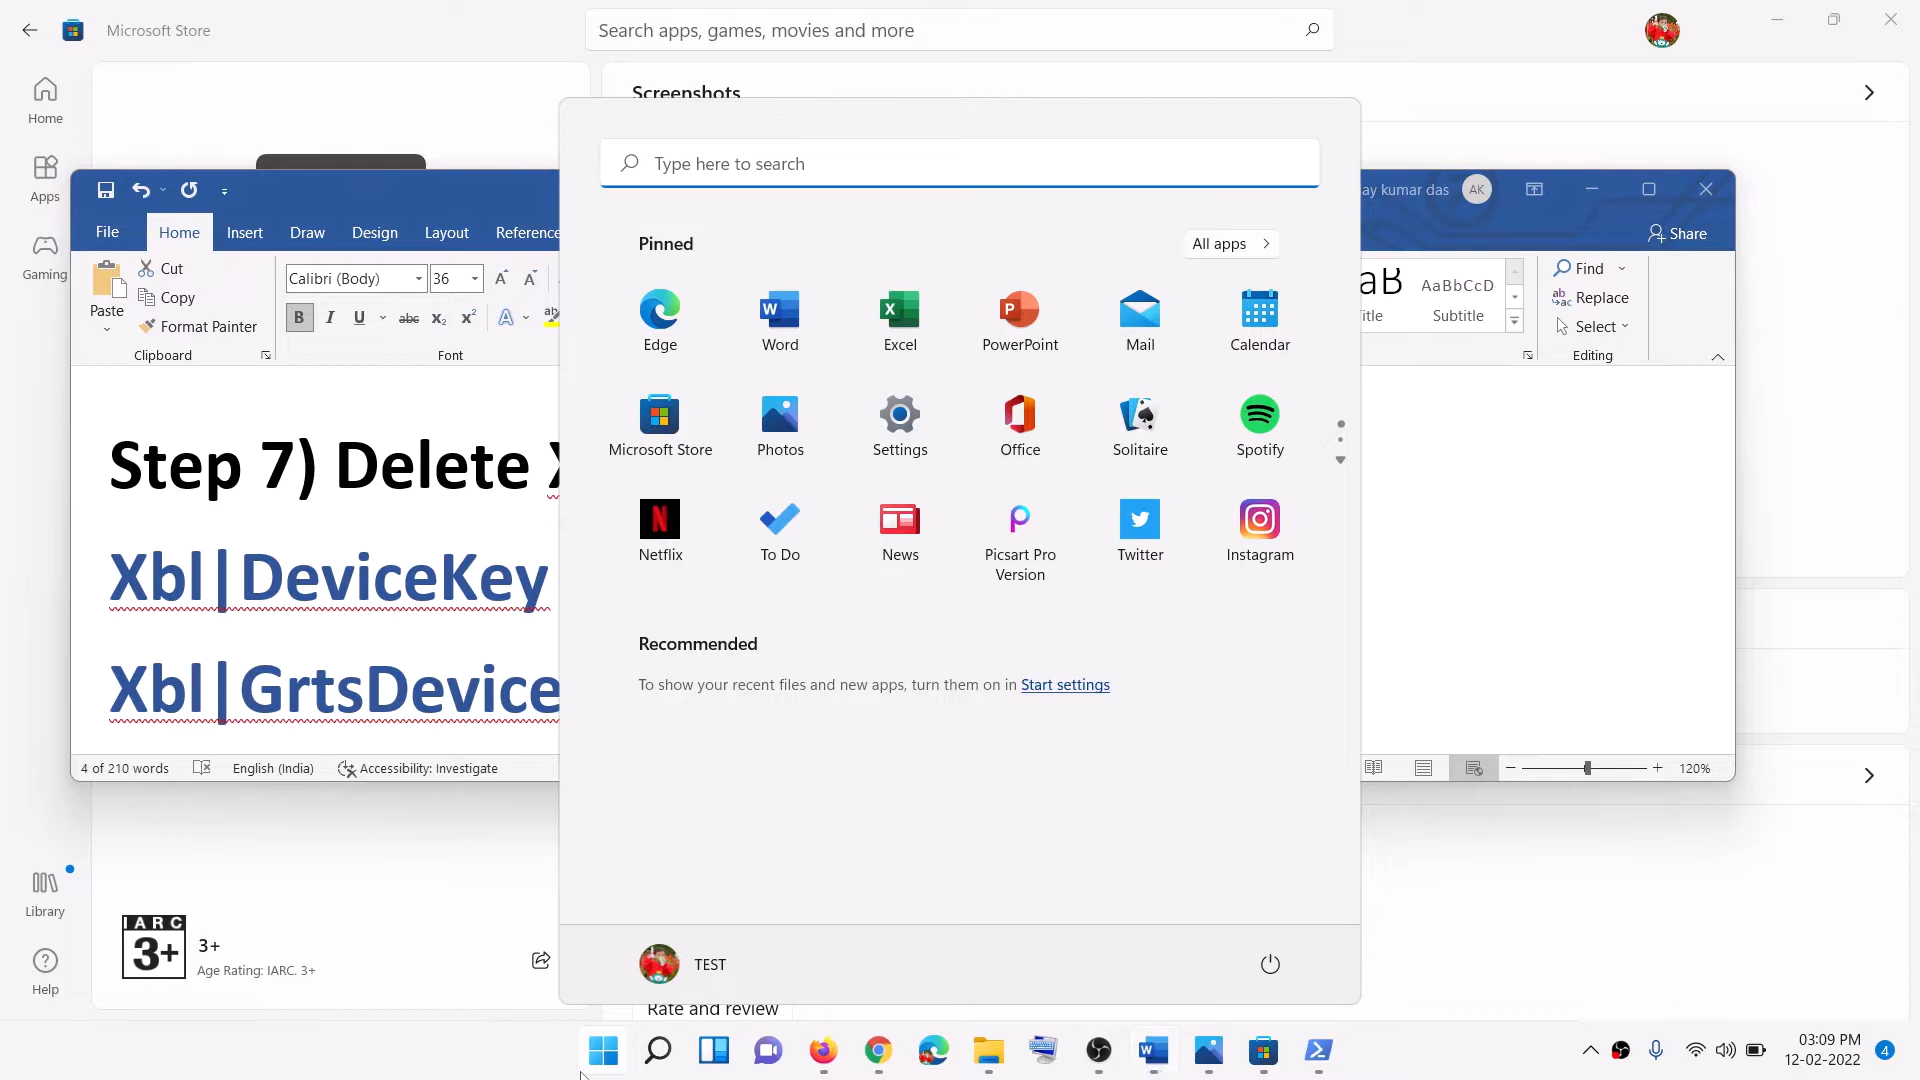 Microsoft Store
Search apps, games, movies and more
Home
Apps
Gaming
Library
Help
Screenshots
File
Home
Insert
Draw
Design
Layout
Reference
ay kumar das
AK
Share
Paste
Cut
Copy
Format Painter
Clipboard
Calibri (Body)
36
Font
AaBbCcD
Subtitle
Find
Replace
Select
Editing
Step 7) Delete X
Xbl|DeviceKey
Xbl|GrtsDevice
4 of 210 words
English (India)
Accessibility: Investigate
120%
IARC
3+
3+
Age Rating: IARC. 3+
Type here to search
Pinned
All apps
Edge
Word
Excel
PowerPoint
Mail
Calendar
Microsoft Store
Photos
Settings
Office
Solitaire
Spotify
Netflix
To Do
News
Picsart Pro
Version
Twitter
Instagram
Recommended
To show your recent files and new apps, turn them on in Start settings
TEST
Rate and review
03:09 PM
12-02-2022
4